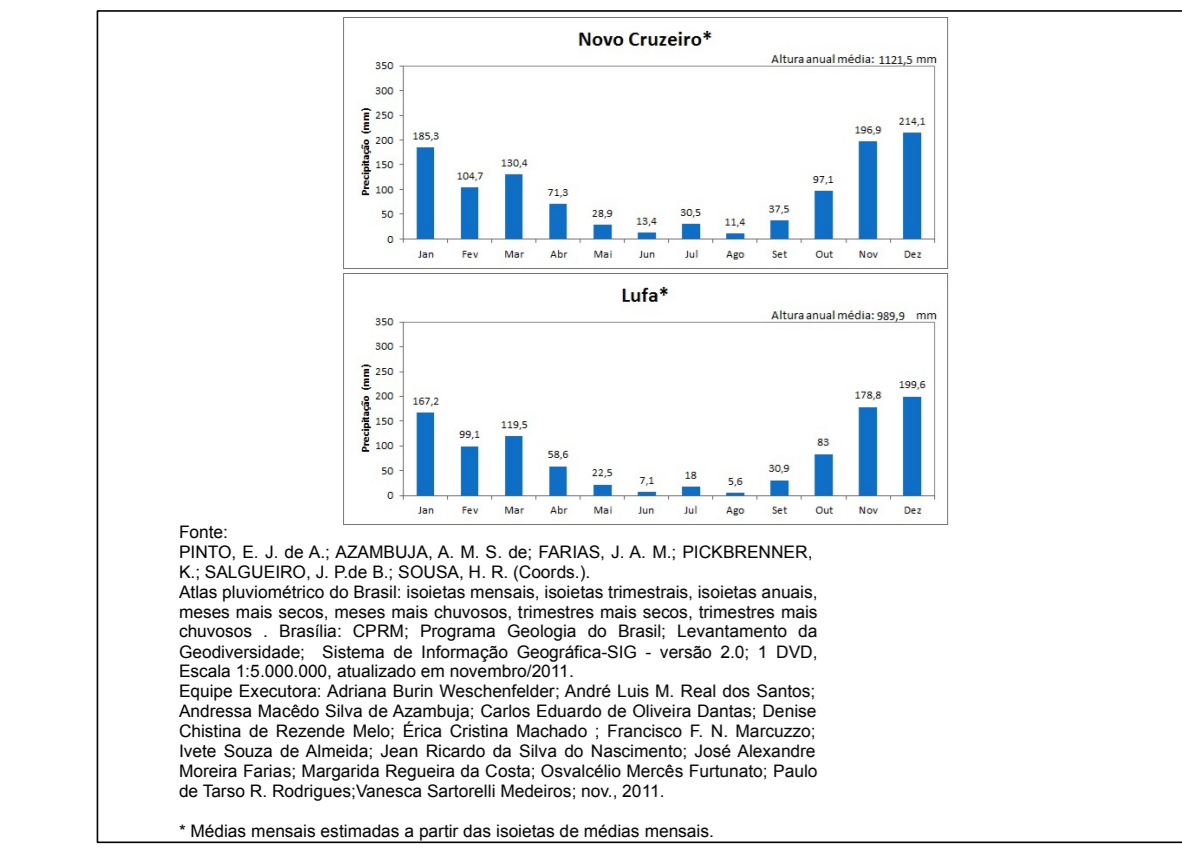 Novo Cruzeiro*
Altura anual média: 1121,5 mm
Precipitação (mm)
350
300
250
200
150
100
50
0
185,3
104,7
130,4
71,3
28,9
13,4
30,5
11,4
37,5
97,1
196,9
214,1
Jan Fev Mar Abr Mai Jun Jul Ago Set Out Nov Dez
Lufa*
Altura anual média: 989,9 mm
Precipitação (mm)
350
300
250
200
150
100
50
0
167,2
99,1
119,5
58,6
22,5
7,1
18
5,6
30,9
83
178,8
199,6
Jan Fev Mar Abr Mai Jun Jul Ago Set Out Nov Dez
Fonte:
PINTO, E. J. de A.; AZAMBUJA, A. M. S. de; FARIAS, J. A. M.; PICKBRENNER,
K.; SALGUEIRO, J. P.de B.; SOUSA, H. R. (Coords.).
Atlas pluviométrico do Brasil: isoietas mensais, isoietas trimestrais, isoietas anuais,
meses mais secos, meses mais chuvosos, trimestres mais secos, trimestres mais
chuvosos . Brasília: CPRM; Programa Geologia do Brasil; Levantamento da
Geodiversidade; Sistema de Informação Geográfica-SIG - versão 2.0; 1 DVD,
Escala 1:5.000.000, atualizado em novembro/2011.
Equipe Executora: Adriana Burin Weschenfelder; André Luis M. Real dos Santos;
Andressa Macêdo Silva de Azambuja; Carlos Eduardo de Oliveira Dantas; Denise
Chistina de Rezende Melo; Érica Cristina Machado ; Francisco F. N. Marcuzzo;
Ivete Souza de Almeida; Jean Ricardo da Silva do Nascimento; José Alexandre
Moreira Farias; Margarida Regueira da Costa; Osvalcélio Mercês Furtunato; Paulo
de Tarso R. Rodrigues;Vanesca Sartorelli Medeiros; nov., 2011.
* Médias mensais estimadas a partir das isoietas de médias mensais.